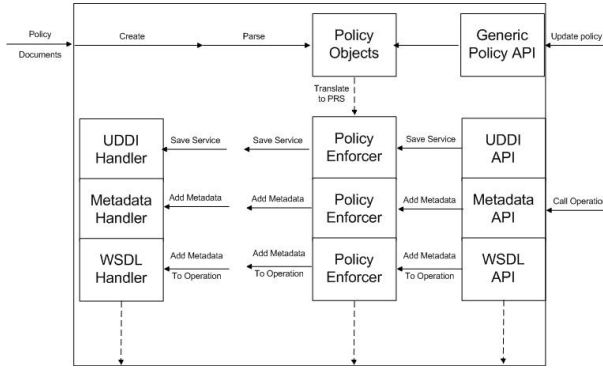 Policy
Documents
Create
Parse
Policy
Objects
Generic
Policy API
Update policy
Translate
to PRS
UDDI
Handler
Save Service
Save Service
Policy
Enforcer
Save Service
UDDI
API
Metadata
Handler
Add Metadata
Add Metadata
Policy
Enforcer
Add Metadata
Metadata
API
Call Operation
WSDL
Handler
Add Metadata
To Operation
Add Metadata
To Operation
Policy
Enforcer
Add Metadata
To Operation
WSDL
API